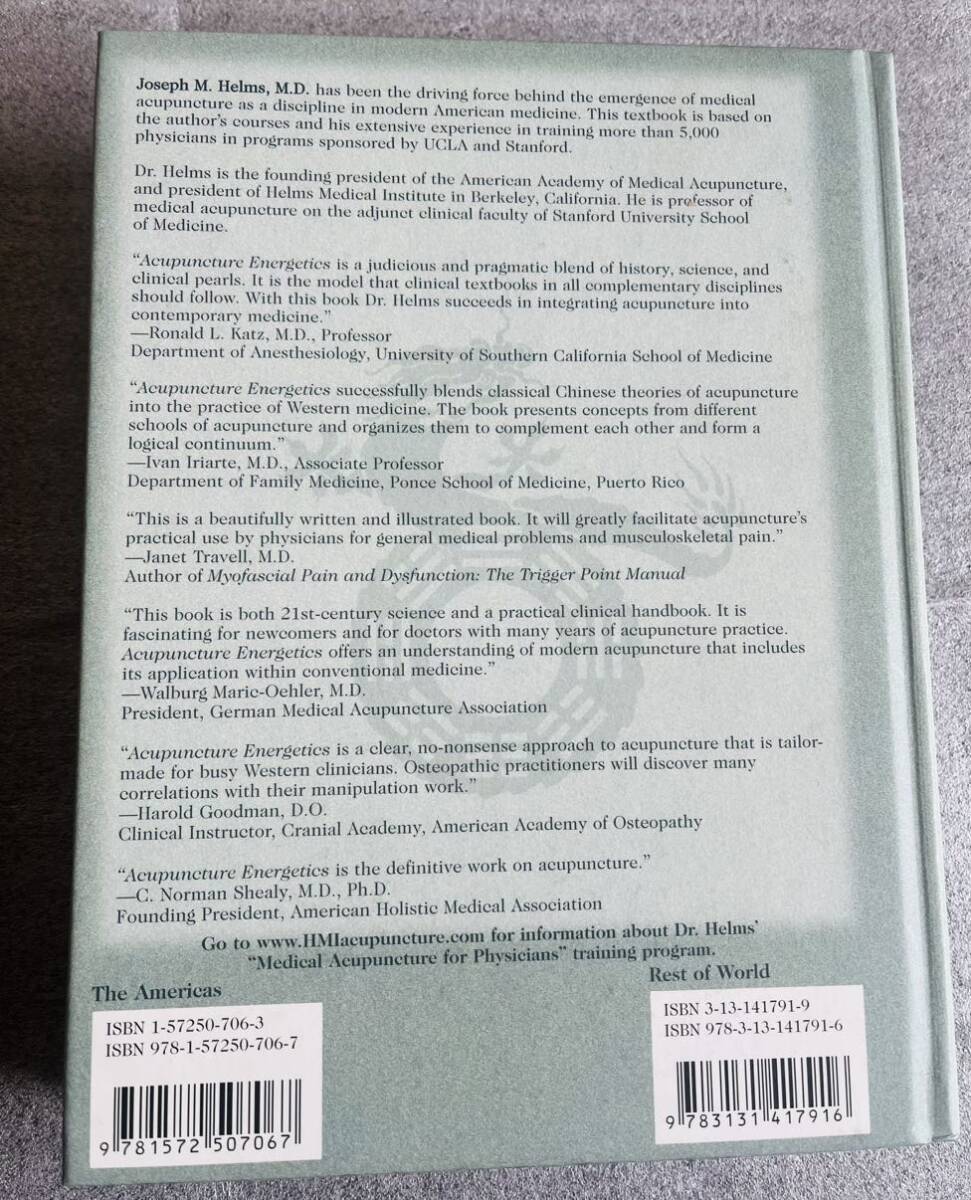 Joseph M. Helms, M.D. has been the driving force behind the emergence of medical
acupuncture as a discipline in modern American medicine. This textbook is based on
the author's courses and his extensive experience in training more than 5,000
physicians in programs sponsored by UCLA and Stanford.
Dr. Helms is the founding president of the American Academy of Medical Acupuncture,
and president of Helms Medical Institute in Berkeley, California. He is professor of
medical acupuncture on the adjunct clinical faculty of Stanford University School
of Medicine.
“Acupuncture Energetics is a judicious and pragmatic blend of history, science, and
clinical pearls. It is the model that clinical textbooks in all complementary disciplines
should follow. With this book Dr. Helms succeeds in integrating acupuncture into
contemporary medicine.”
—Ronald L. Katz, M.D., Professor
Department of Anesthesiology, University of Southern California School of Medicine
“Acupuncture Energetics successfully blends classical Chinese theories of acupuncture
into the practice of Western medicine. The book presents concepts from different
schools of acupuncture and organizes them to complement each other and form a
logical continuum.”
—Ivan Iriarte, M.D., Associate Professor
Department of Family Medicine, Ponce School of Medicine, Puerto Rico
“This is a beautifully written and illustrated book. It will greatly facilitate acupuncture's
practical use by physicians for general medical problems and musculoskeletal pain.”
—Janet Travell, M.D.
Author of Myofascial Pain and Dysfunction: The Trigger Point Manual
“This book is both 21st-century science and a practical clinical handbook. It is
fascinating for newcomers and for doctors with many years of acupuncture practice.
Acupuncture Energetics offers an understanding of modern acupuncture that includes
its application within conventional medicine.”
—Walburg Maric-Oehler, M.D.
President, German Medical Acupuncture Association
“Acupuncture Energetics is a clear, no-nonsense approach to acupuncture that is tailor-
made for busy Western clinicians. Osteopathic practitioners will discover many
correlations with their manipulation work.”
—Harold Goodman, D.O.
Clinical Instructor, Cranial Academy, American Academy of Osteopathy
“Acupuncture Energetics is the definitive work on acupuncture.”
—C. Norman Shealy, M.D., Ph.D.
Founding President, American Holistic Medical Association
Go to www.HMIacupuncture.com for information about Dr. Helms'
“Medical Acupuncture for Physicians” training program.
The Americas
ISBN 1-57250-706-3
ISBN 978-1-57250-706-7
9 781572 507067
Rest of World
ISBN 3-13-141791-9
ISBN 978-3-13-141791-6
9 783131 417916